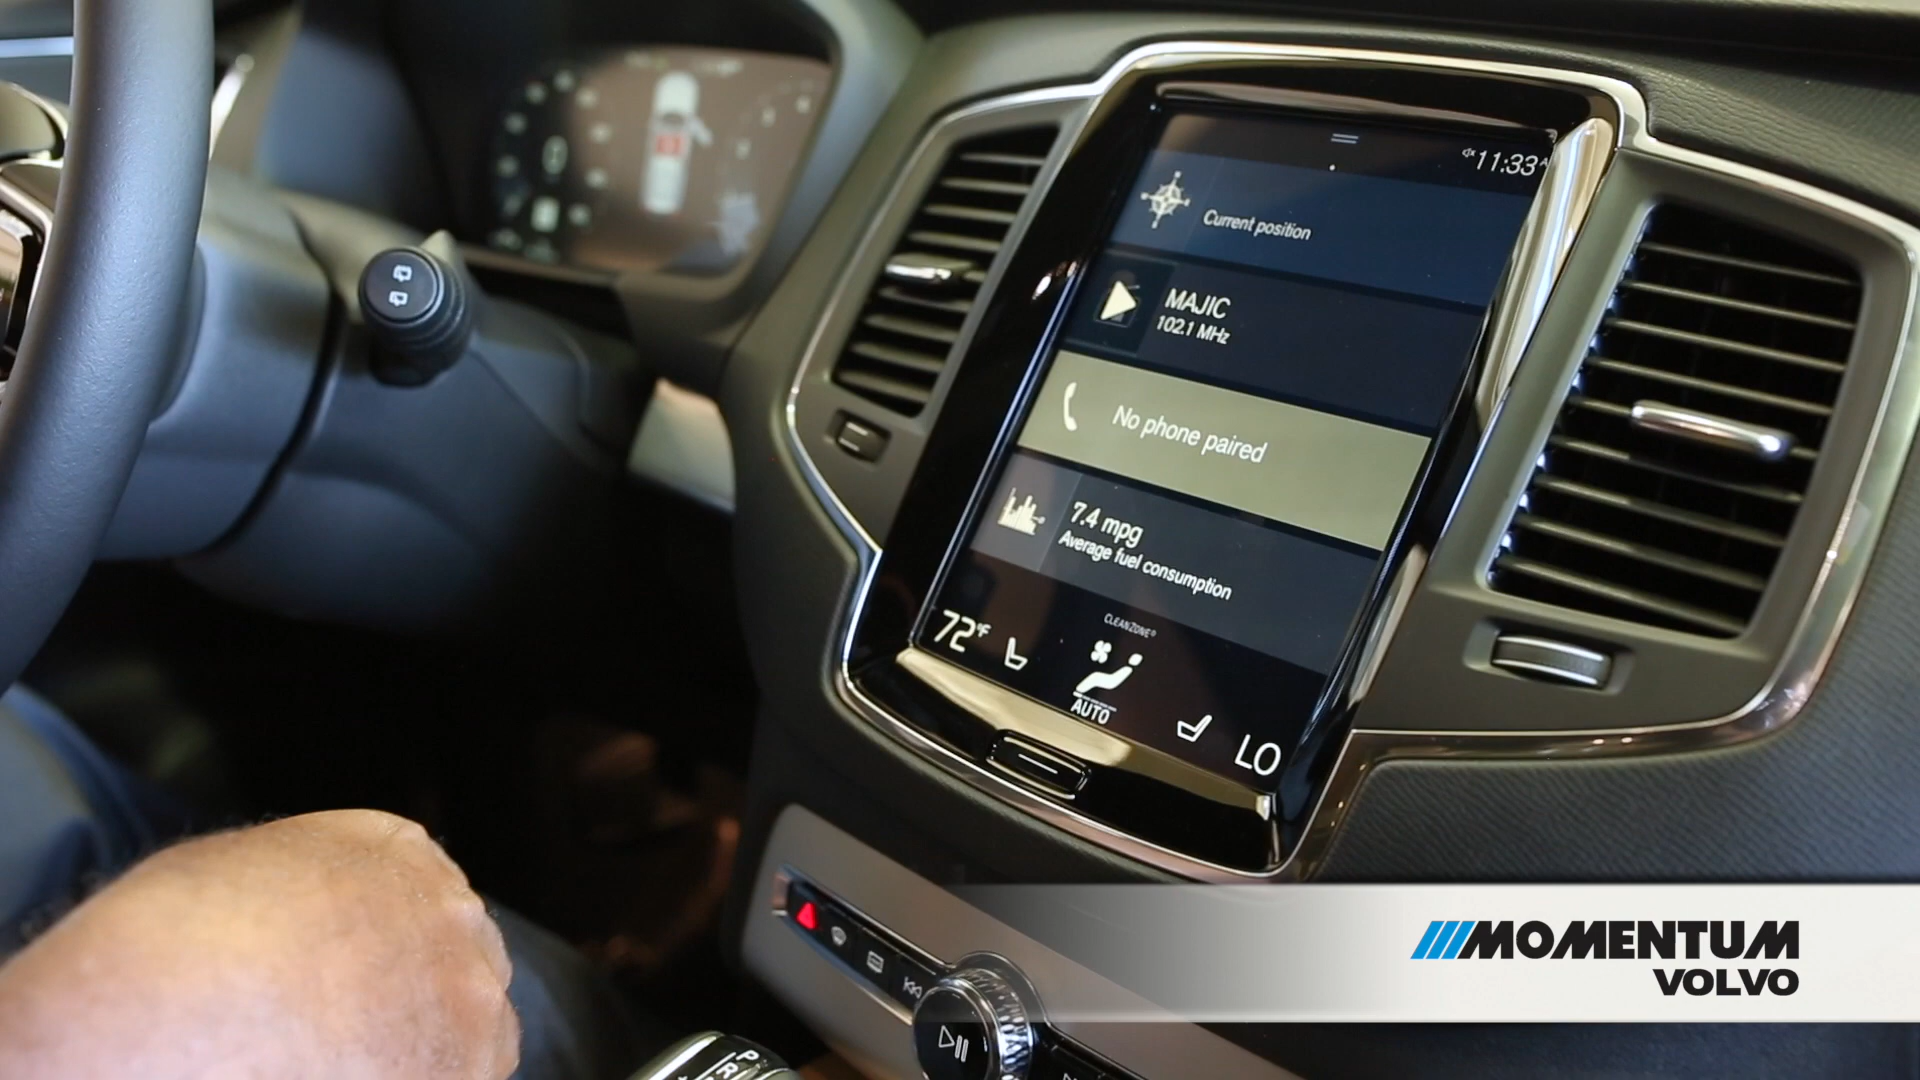 11:33 A
Current position
MAJIC
102.1 MHz
No phone paired
7.4 mpg
Average fuel consumption
CLEANZONE®
72°F
AUTO
LO
P
R
MOMENTUM
VOLVO